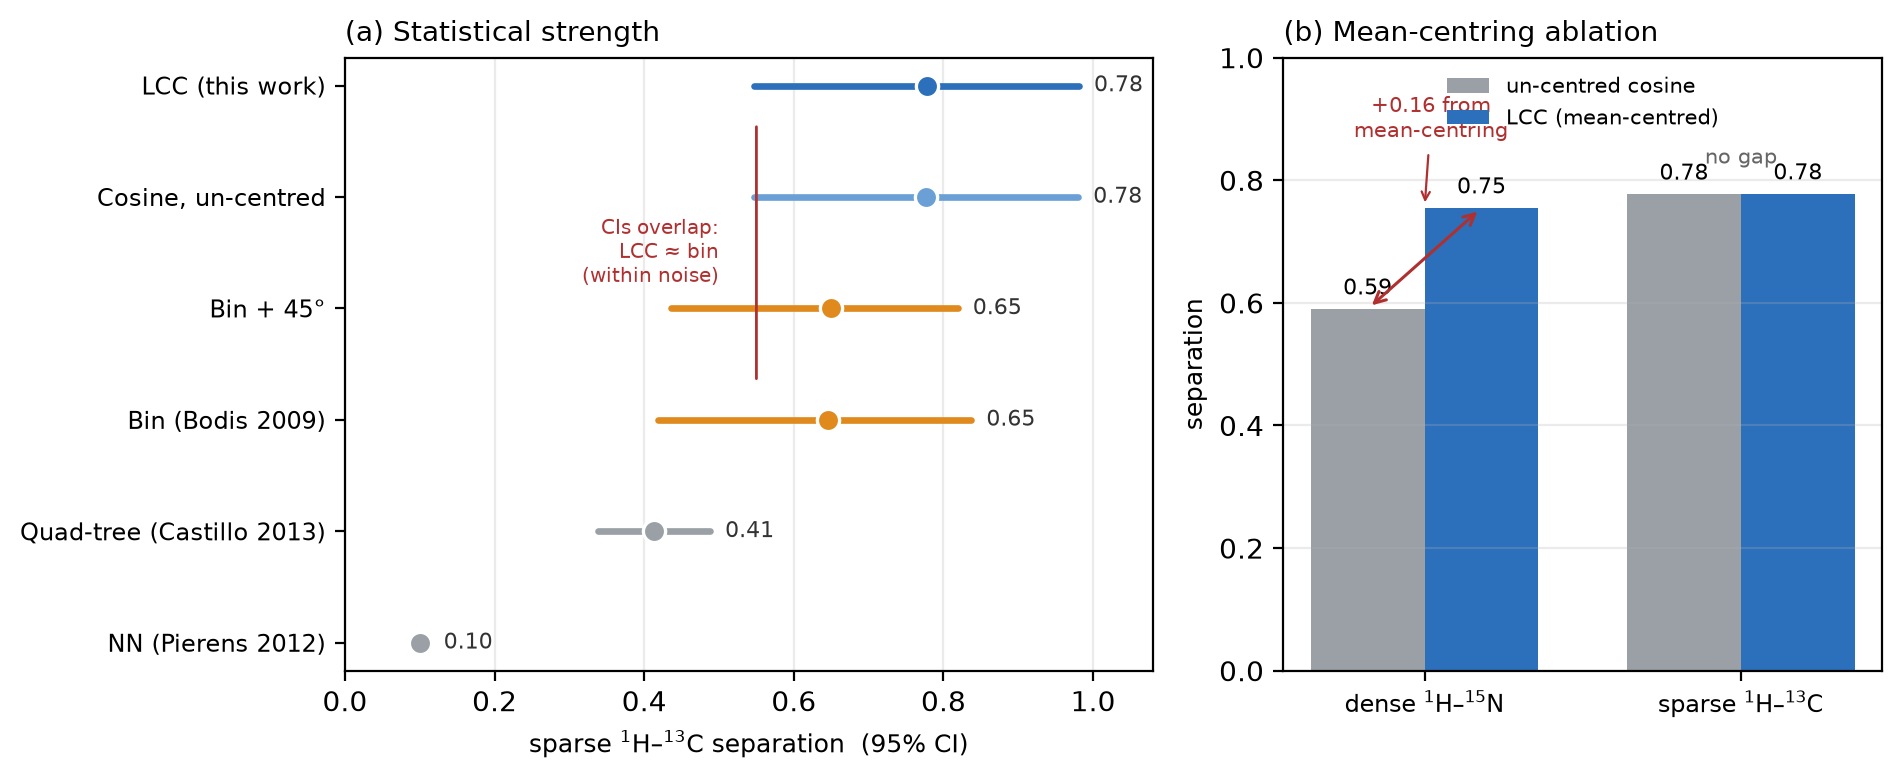 (a) Statistical strength
LCC (this work)
0.78
Cosine, un-centred
0.78
CIs overlap:
LCC ≈ bin
(within noise)
Bin + 45°
0.65
Bin (Bodis 2009)
0.65
Quad-tree (Castillo 2013)
0.41
NN (Pierens 2012)
0.10
0.0 0.2 0.4 0.6 0.8 1.0
sparse ¹H–¹³C separation (95% CI)
(b) Mean-centring ablation
un-centred cosine
LCC (mean-centred)
+0.16 from
mean-centring
no gap
0.59
0.75
0.78
0.78
1.0
0.8
0.6
0.4
0.2
0.0
separation
dense ¹H–¹⁵N
sparse ¹H–¹³C